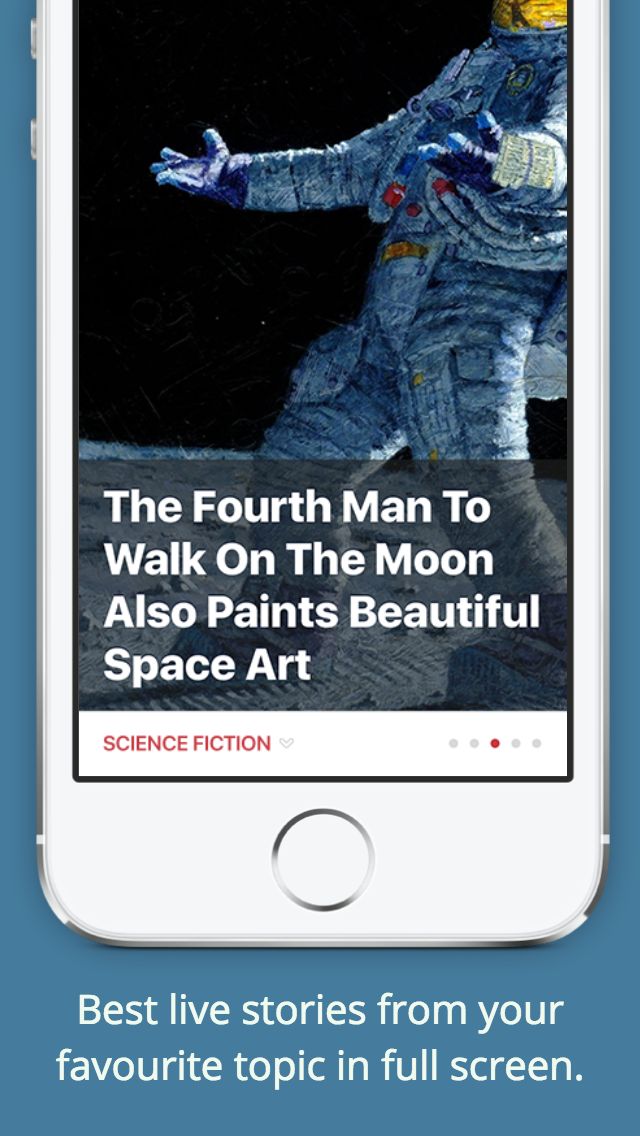 The Fourth Man To
Walk On The Moon
Also Paints Beautiful
Space Art
SCIENCE FICTION
Best live stories from your
favourite topic in full screen.